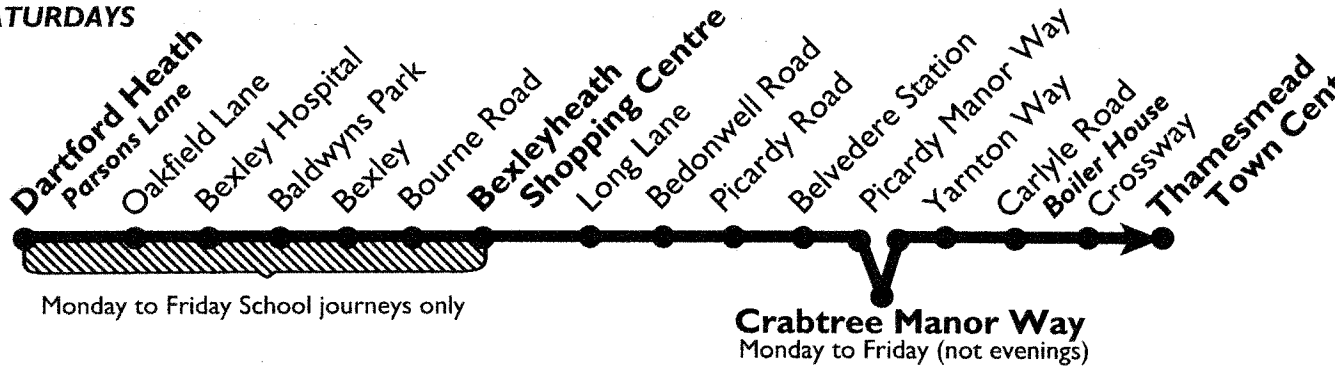 SATURDAYS
Dartford Heath
Parsons Lane
Oakfield Lane
Bexley Hospital
Baldwyns Park
Bexley
Bourne Road
Bexleyheath
Shopping Centre
Long Lane
Bedonwell Road
Picardy Road
Belvedere Station
Picardy Manor Way
Yarnton Way
Carlyle Road
Boiler House
Crossway
Thamesmead
Town Cent
Monday to Friday School journeys only
Crabtree Manor Way
Monday to Friday (not evenings)